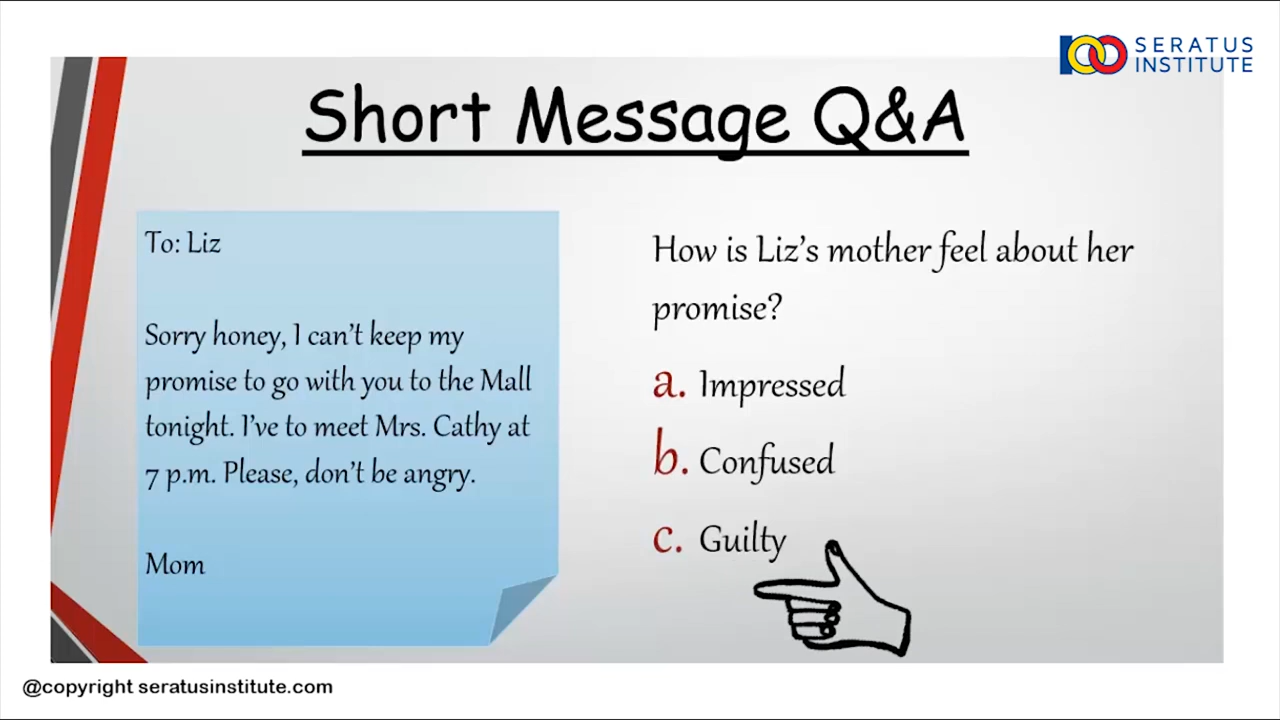 SERATUS
INSTITUTE
Short Message Q&A
To: Liz
Sorry honey, I can't keep my
promise to go with you to the Mall
tonight. I've to meet Mrs. Cathy at
7 p.m. Please, don't be angry.
Mom
How is Liz's mother feel about her
promise?
a. Impressed
b. Confused
c. Guilty
@copyright seratusinstitute.com